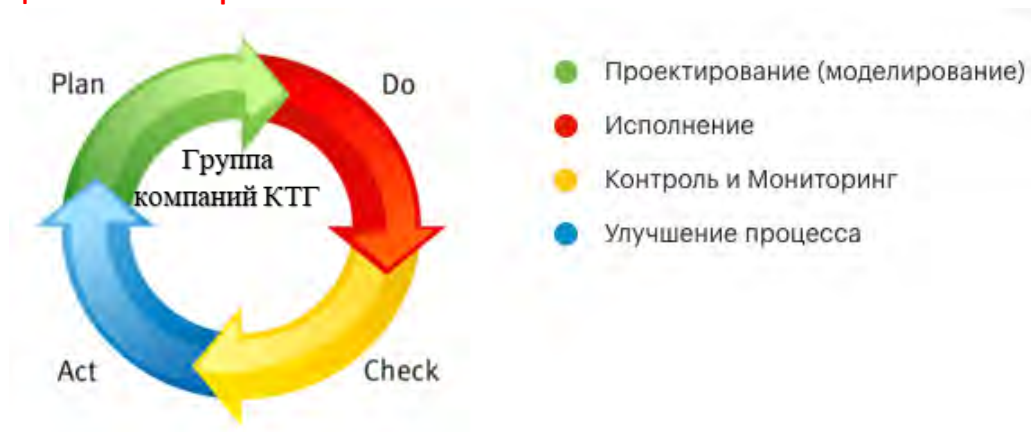 Plan
Do
Группа
компаний КТГ
Act
Check
Проектирование (моделирование)
Исполнение
Контроль и Мониторинг
Улучшение процесса